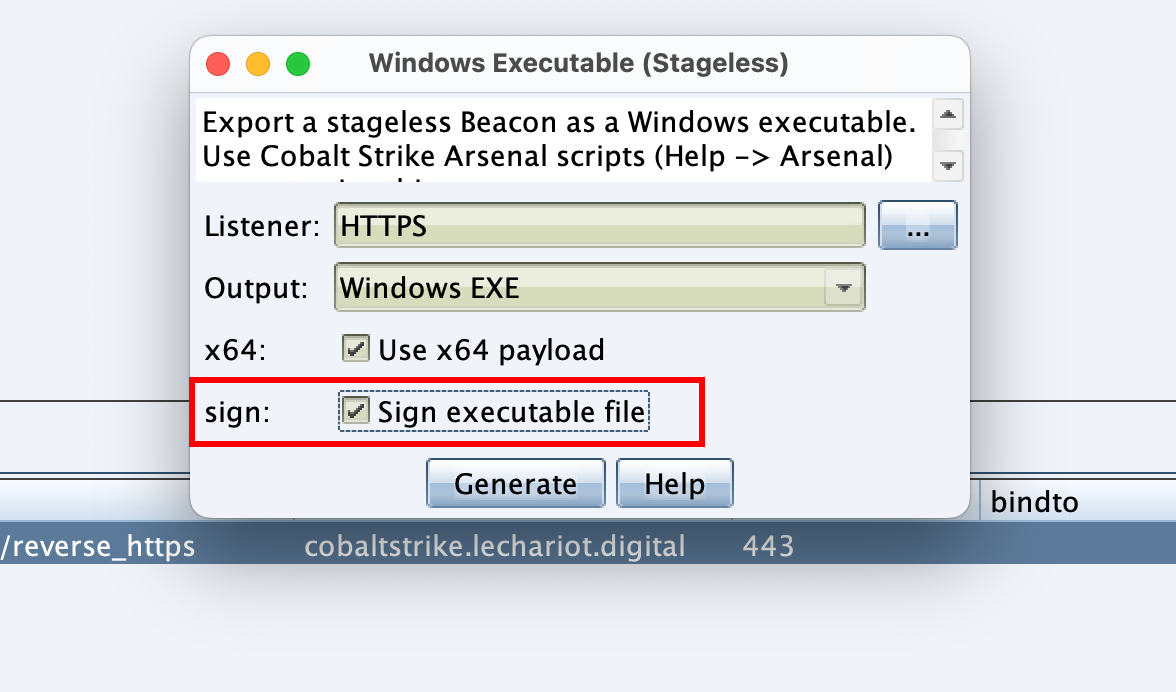 Windows Executable (Stageless)
Export a stageless Beacon as a Windows executable.
Use Cobalt Strike Arsenal scripts (Help -> Arsenal)
Listener: HTTPS ...
Output: Windows EXE
x64: Use x64 payload
sign: Sign executable file
Generate Help
bindto
/reverse_https cobaltstrike.lechariot.digital 443